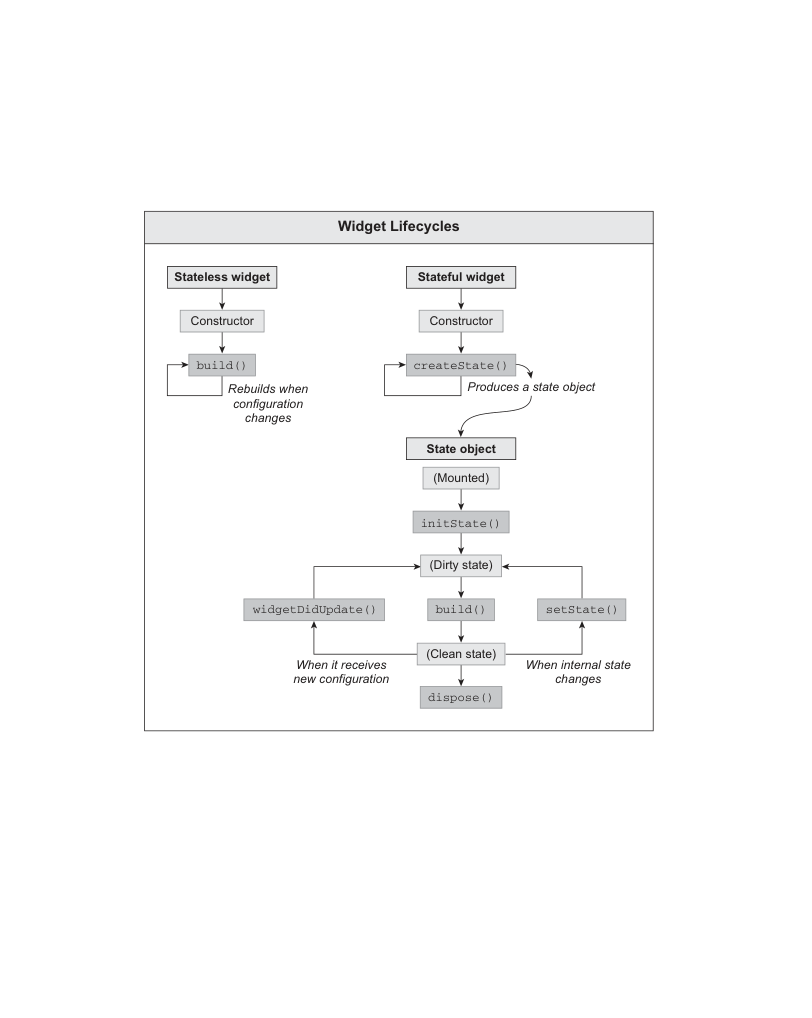 Widget Lifecycles
Stateless widget
Constructor
build()
Rebuilds when
configuration
changes
Stateful widget
Constructor
createState()
Produces a state object
State object
(Mounted)
initState()
(Dirty state)
widgetDidUpdate()
build()
setState()
(Clean state)
When it receives
new configuration
When internal state
changes
dispose()